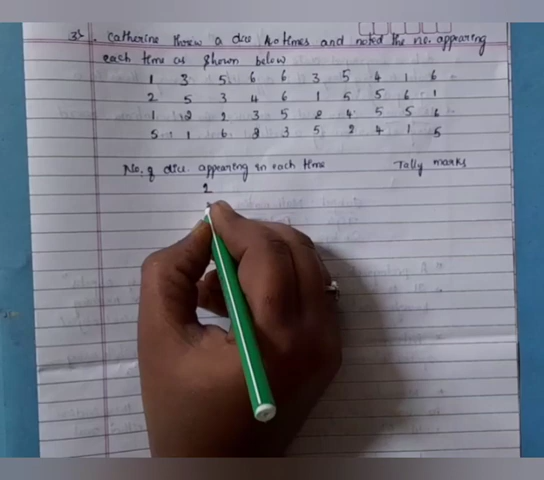 3> . Catherine threw a dice 40 times and noted the no. appearing
each time as shown below
1 3 5 6 6 3 5 4 1 6
2 5 3 4 6 1 5 5 6 1
1 2 2 3 5 2 4 5 5 6
5 1 6 2 3 5 2 4 1 5
No. of dice appearing in each time Tally marks
2